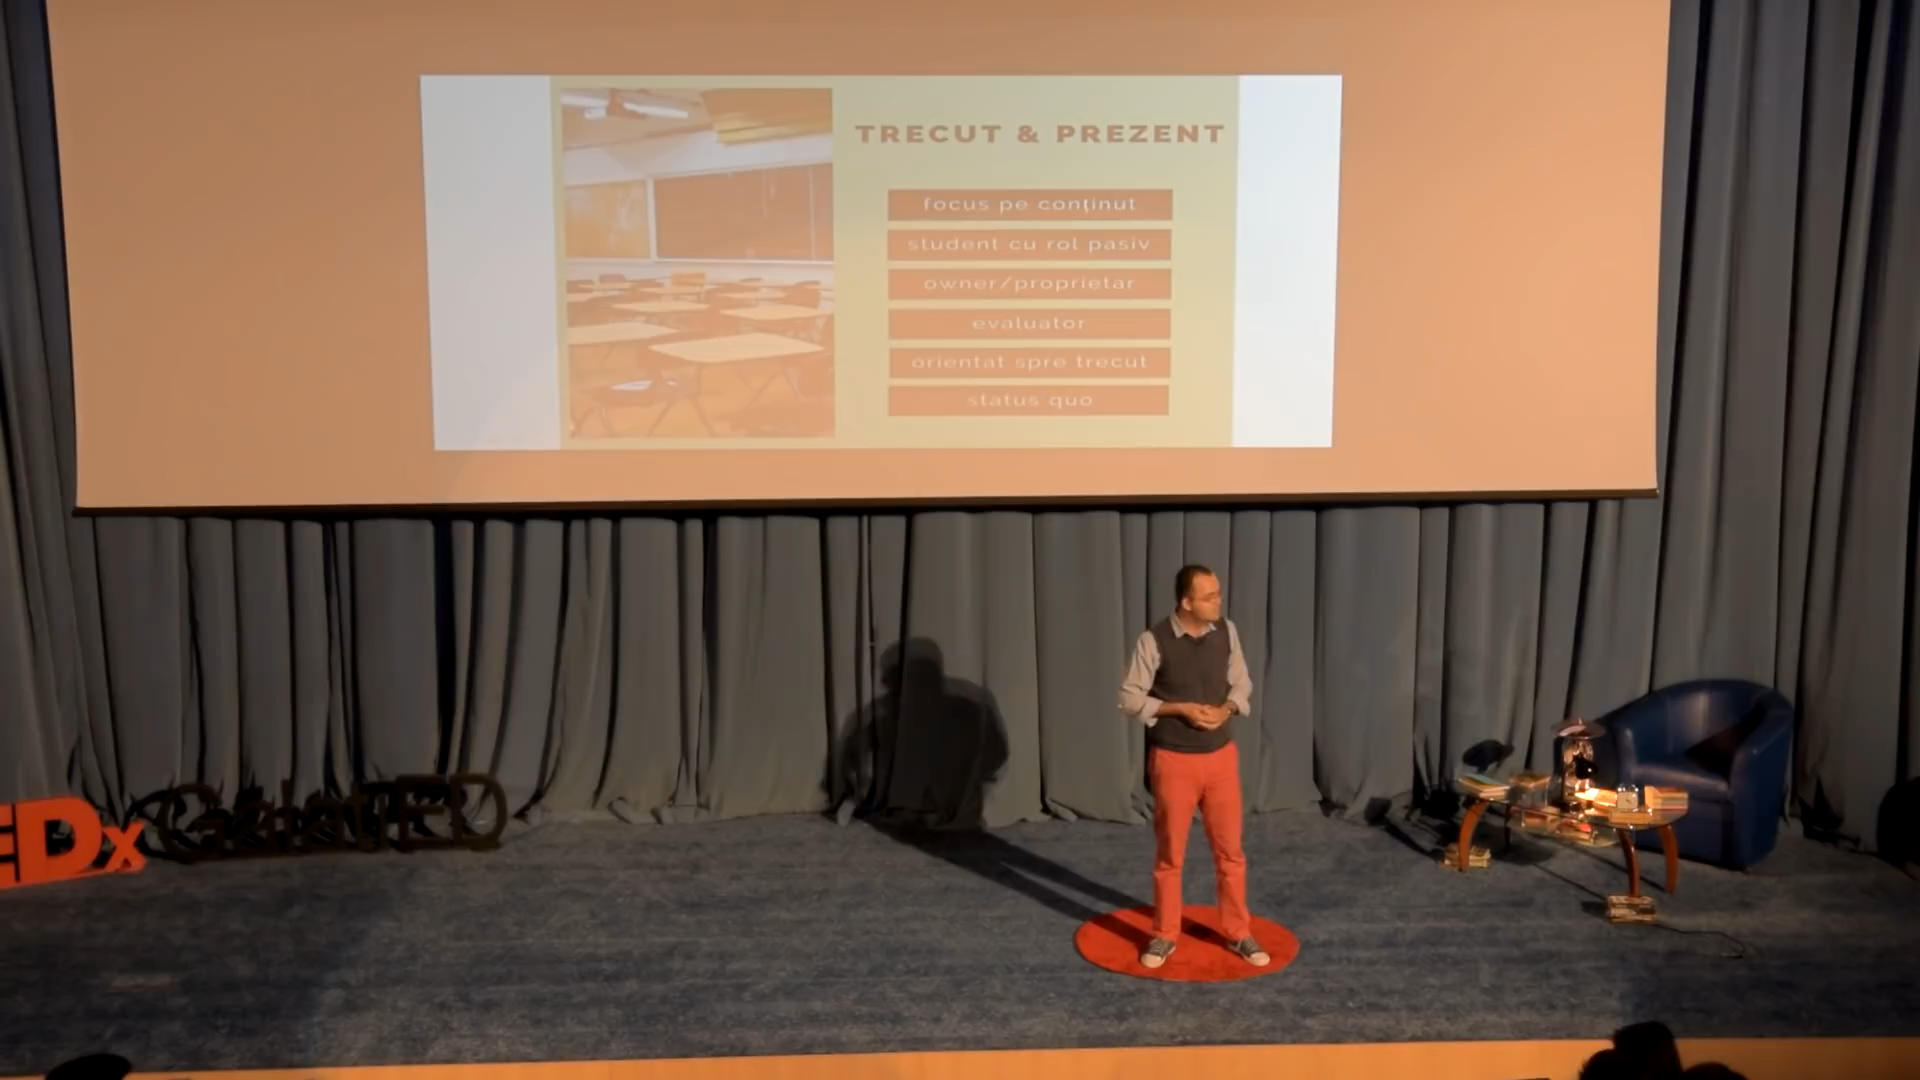 TRECUT & PREZENT
focus pe conținut
student cu rol pasiv
owner/proprietar
evaluator
orientat spre trecut
status quo
EDx